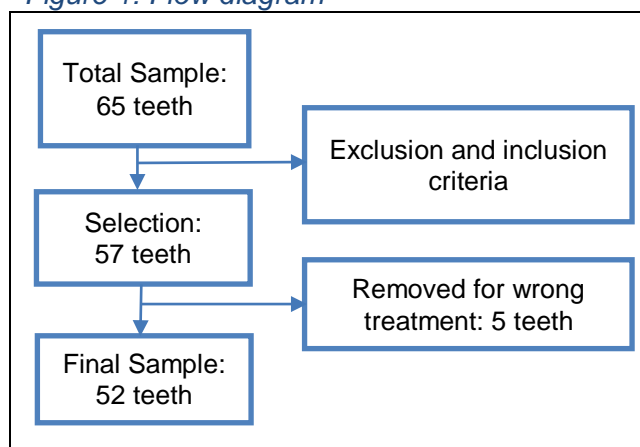 Figure 1. Flow diagram
Total Sample:
65 teeth
Exclusion and inclusion
criteria
Selection:
57 teeth
Removed for wrong
treatment: 5 teeth
Final Sample:
52 teeth